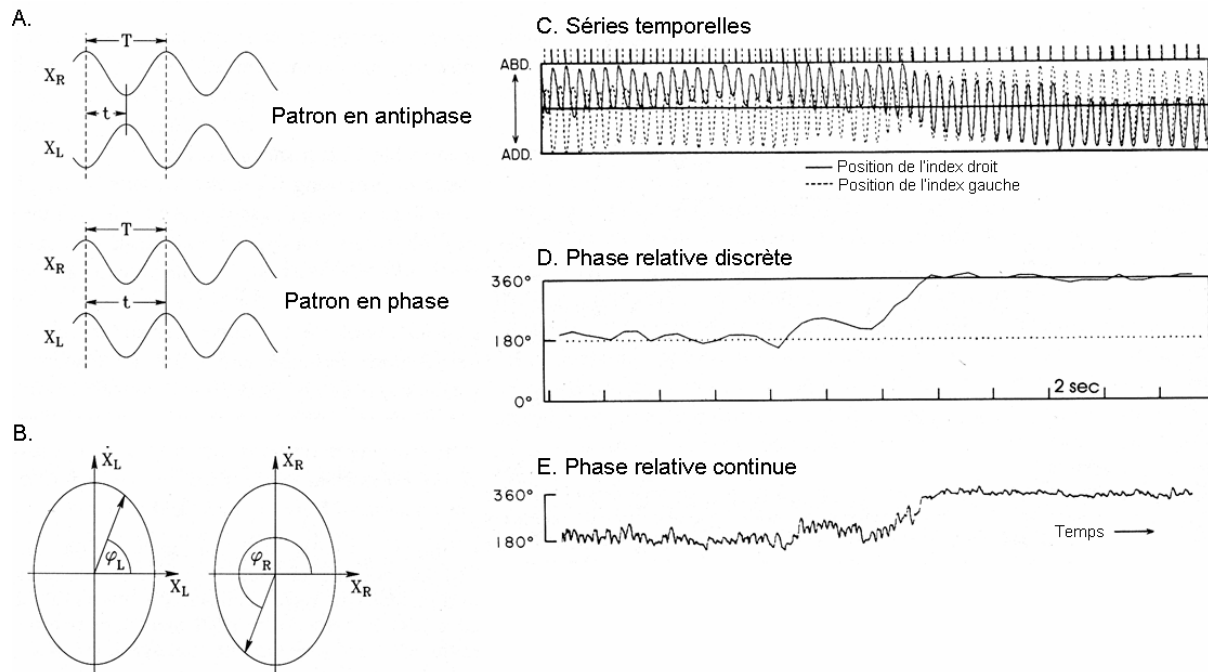 A.
T
X_R
t
X_L
Patron en antiphase
T
X_R
t
X_L
Patron en phase
B.
Ẋ_L
φ_L
X_L
Ẋ_R
φ_R
X_R
C. Séries temporelles
ABD.
ADD.
Position de l'index droit
Position de l'index gauche
D. Phase relative discrète
360°
180°
0°
2 sec
E. Phase relative continue
360°
180°
Temps